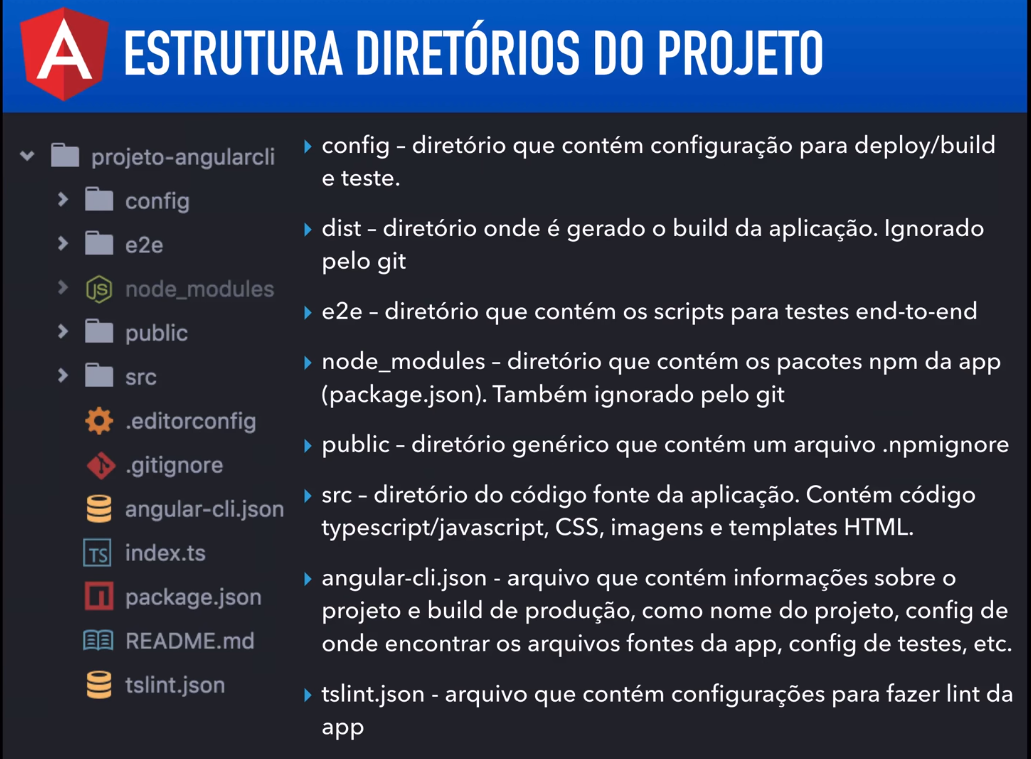 ESTRUTURA DIRETÓRIOS DO PROJETO
projeto-angularcli
config
e2e
node_modules
public
src
.editorconfig
.gitignore
angular-cli.json
index.ts
package.json
README.md
tslint.json
config – diretório que contém configuração para deploy/build
e teste.
dist – diretório onde é gerado o build da aplicação. Ignorado
pelo git
e2e – diretório que contém os scripts para testes end-to-end
node_modules – diretório que contém os pacotes npm da app
(package.json). Também ignorado pelo git
public – diretório genérico que contém um arquivo .npmignore
src – diretório do código fonte da aplicação. Contém código
typescript/javascript, CSS, imagens e templates HTML.
angular-cli.json - arquivo que contém informações sobre o
projeto e build de produção, como nome do projeto, config de
onde encontrar os arquivos fontes da app, config de testes, etc.
tslint.json - arquivo que contém configurações para fazer lint da
app